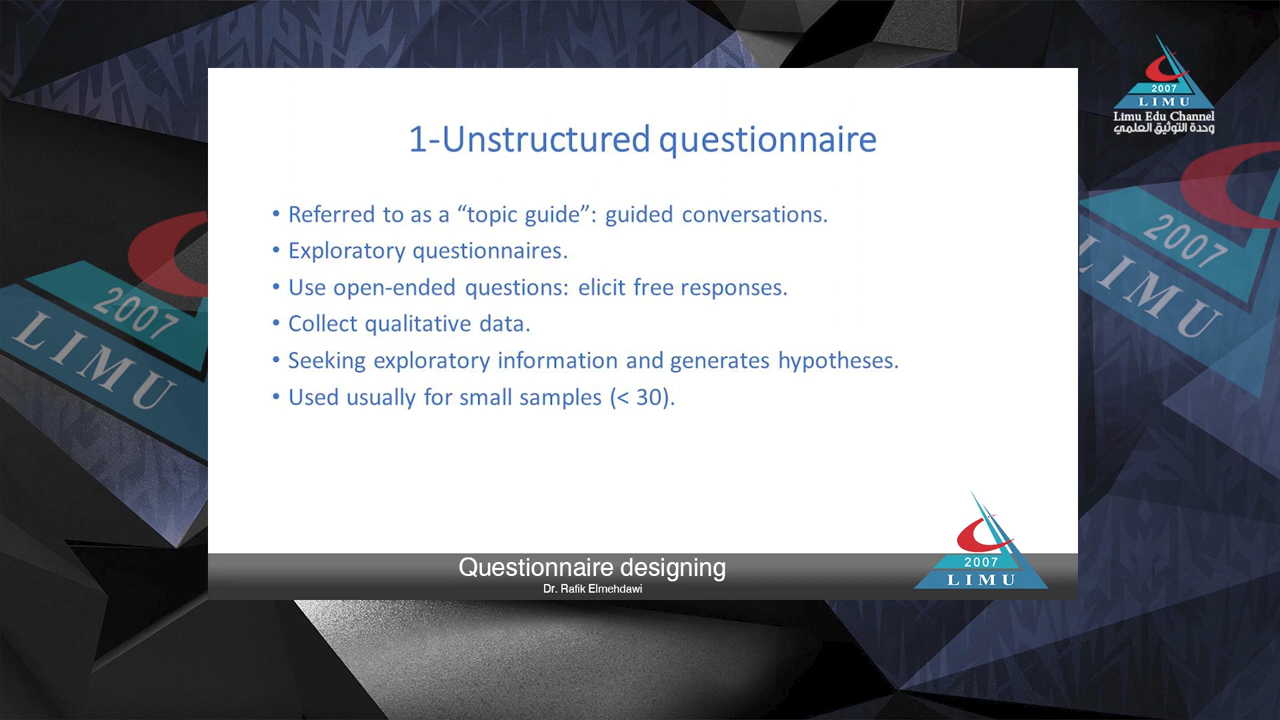 2007
LIMU
Limu Edu Channel
وحدة التوثيق العلمي
1-Unstructured questionnaire
• Referred to as a “topic guide”: guided conversations.
• Exploratory questionnaires.
• Use open-ended questions: elicit free responses.
• Collect qualitative data.
• Seeking exploratory information and generates hypotheses.
• Used usually for small samples (< 30).
2007
LIMU
2007
LIMU
Questionnaire designing
Dr. Rafik Elmehdawi
2007
LIMU